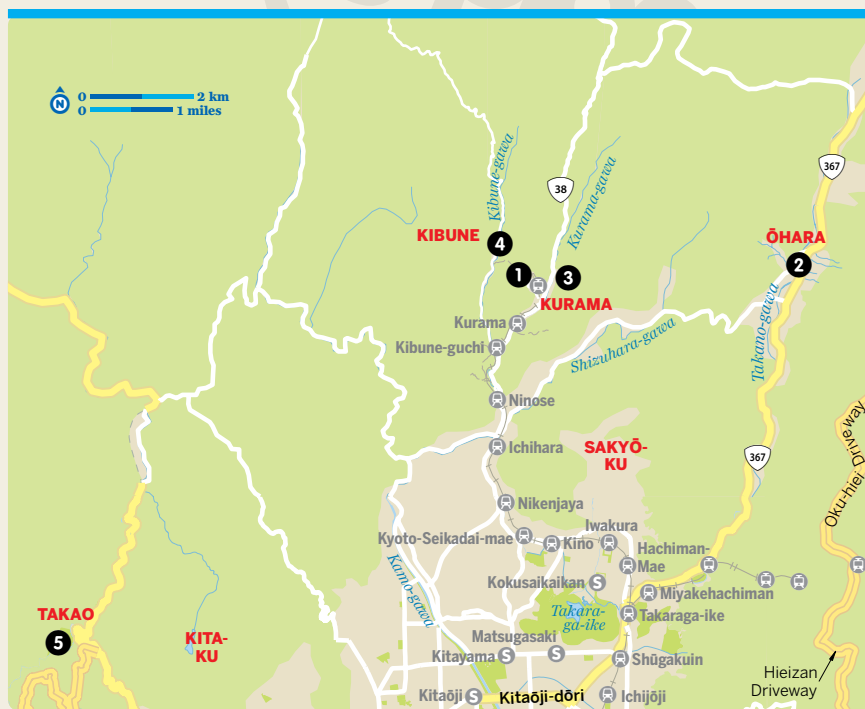 0 2 km
N
0 1 miles
367
Kibune-gawa
38
Kurama-gawa
KIBUNE
4
ŌHARA
2
1
3
KURAMA
Kurama
Shizuhara-gawa
Takano-gawa
Kibune-guchi
Ninose
Oku-hiei Driveway
Ichihara
SAKYŌ-
KU
367
Nikenjaya
Iwakura
Kyoto-Seikadai-mae
Kino
Hachiman-
Mae
Kamo-gawa
Kokusaikaikan
S
Miyakehachiman
TAKAO
5
KITA-
KU
Takara-
ga-ike
Takaraga-ike
Matsugasaki
S
Kitayama
S
Shūgakuin
Hieizan
Driveway
Kitaōji
S
Kitaōji-dōri
Ichijōji